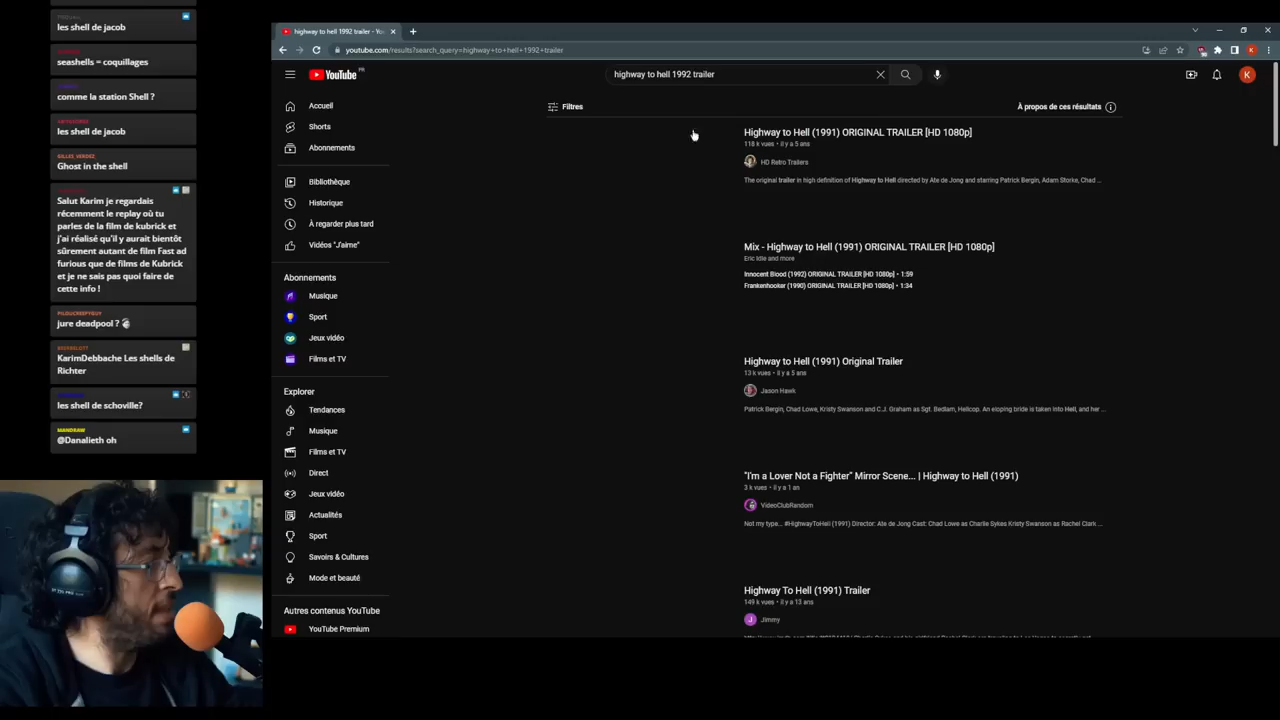 les shell de jacob
seashells = coquillages
comme la station Shell ?
les shell de jacob
GILLES_VERDEZ
Ghost in the shell
Salut Karim je regardais
récemment le replay où tu
parles de la film de kubrick et
j'ai réalisé qu'il y aurait bientôt
sûrement autant de film Fast ad
furious que de films de Kubrick
et je ne sais pas quoi faire de
cette info !
jure deadpool ?
KarimDebbache Les shells de
Richter
les shell de schoville?
MANDRAW
@Danalieth oh
highway to hell 1992 trailer - Yo
youtube.com/results?search_query=highway+to+hell+1992+trailer
YouTube FR
highway to hell 1992 trailer
K
Accueil
Shorts
Abonnements
Bibliothèque
Historique
À regarder plus tard
Vidéos "J'aime"
Abonnements
Musique
Sport
Jeux vidéo
Films et TV
Explorer
Tendances
Musique
Films et TV
Direct
Jeux vidéo
Actualités
Sport
Savoirs & Cultures
Mode et beauté
Autres contenus YouTube
YouTube Premium
Filtres
À propos de ces résultats
Highway to Hell (1991) ORIGINAL TRAILER [HD 1080p]
118 k vues • il y a 5 ans
HD Retro Trailers
The original trailer in high definition of Highway to Hell directed by Ate de Jong and starring Patrick Bergin, Adam Storke, Chad ...
Mix - Highway to Hell (1991) ORIGINAL TRAILER [HD 1080p]
Eric Idle and more
Innocent Blood (1992) ORIGINAL TRAILER [HD 1080p] • 1:59
Frankenhooker (1990) ORIGINAL TRAILER [HD 1080p] • 1:34
Highway to Hell (1991) Original Trailer
13 k vues • il y a 5 ans
Jason Hawk
Patrick Bergin, Chad Lowe, Kristy Swanson and C.J. Graham as Sgt. Bedlam, Hellcop. An eloping bride is taken into Hell, and her ...
"I'm a Lover Not a Fighter" Mirror Scene... | Highway to Hell (1991)
3 k vues • il y a 1 an
VideoClubRandom
Not my type... #HighwayToHell (1991) Director: Ate de Jong Cast: Chad Lowe as Charlie Sykes Kristy Swanson as Rachel Clark ...
Highway To Hell (1991) Trailer
149 k vues • il y a 13 ans
J
Jimmy